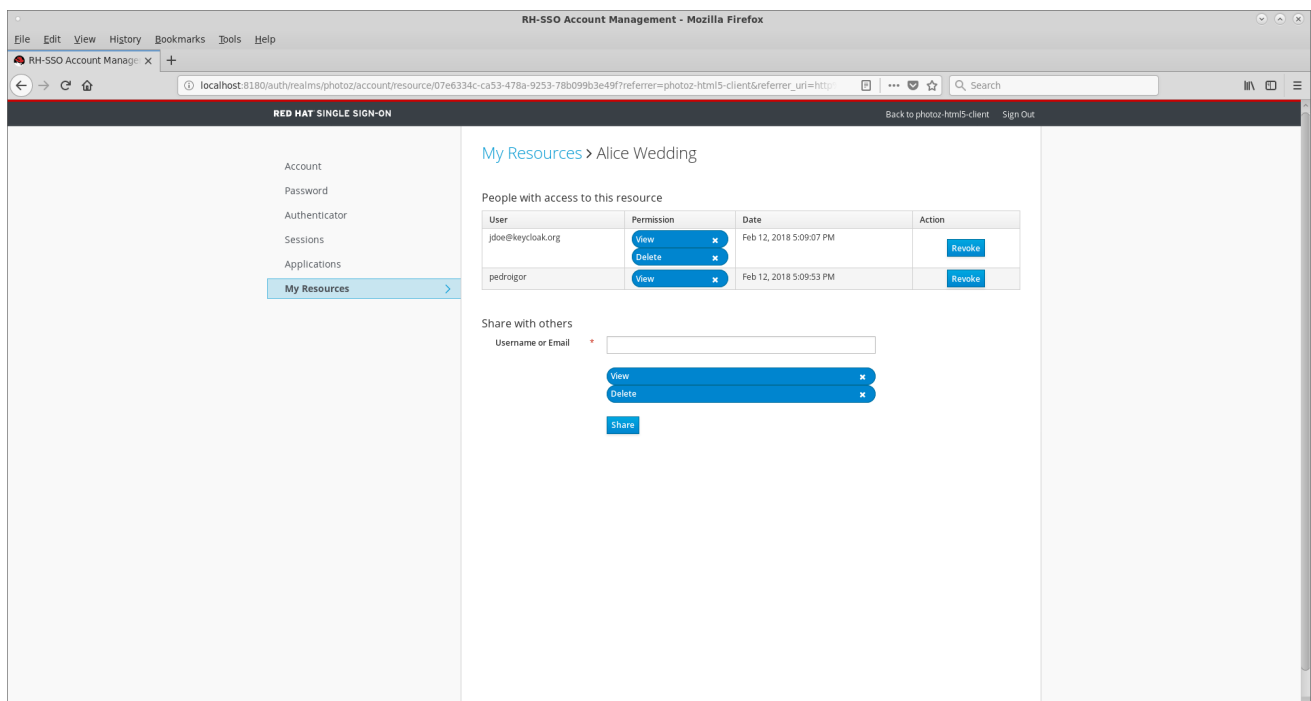 RH-SSO Account Management - Mozilla Firefox
File Edit View History Bookmarks Tools Help
RH-SSO Account Manage
localhost:8180/auth/realms/photoz/account/resource/07e6334c-ca53-478a-9253-78b099b3e49f?referrer=photoz-html5-client&referrer_uri=http
Search
RED HAT SINGLE SIGN-ON
Back to photoz-html5-client Sign Out
My Resources > Alice Wedding
Account
Password
Authenticator
Sessions
Applications
My Resources
People with access to this resource
User Permission Date Action
jdoe@keycloak.org View Feb 12, 2018 5:09:07 PM Revoke
Delete
pedroigor View Feb 12, 2018 5:09:53 PM Revoke
Share with others
Username or Email *
View
Delete
Share